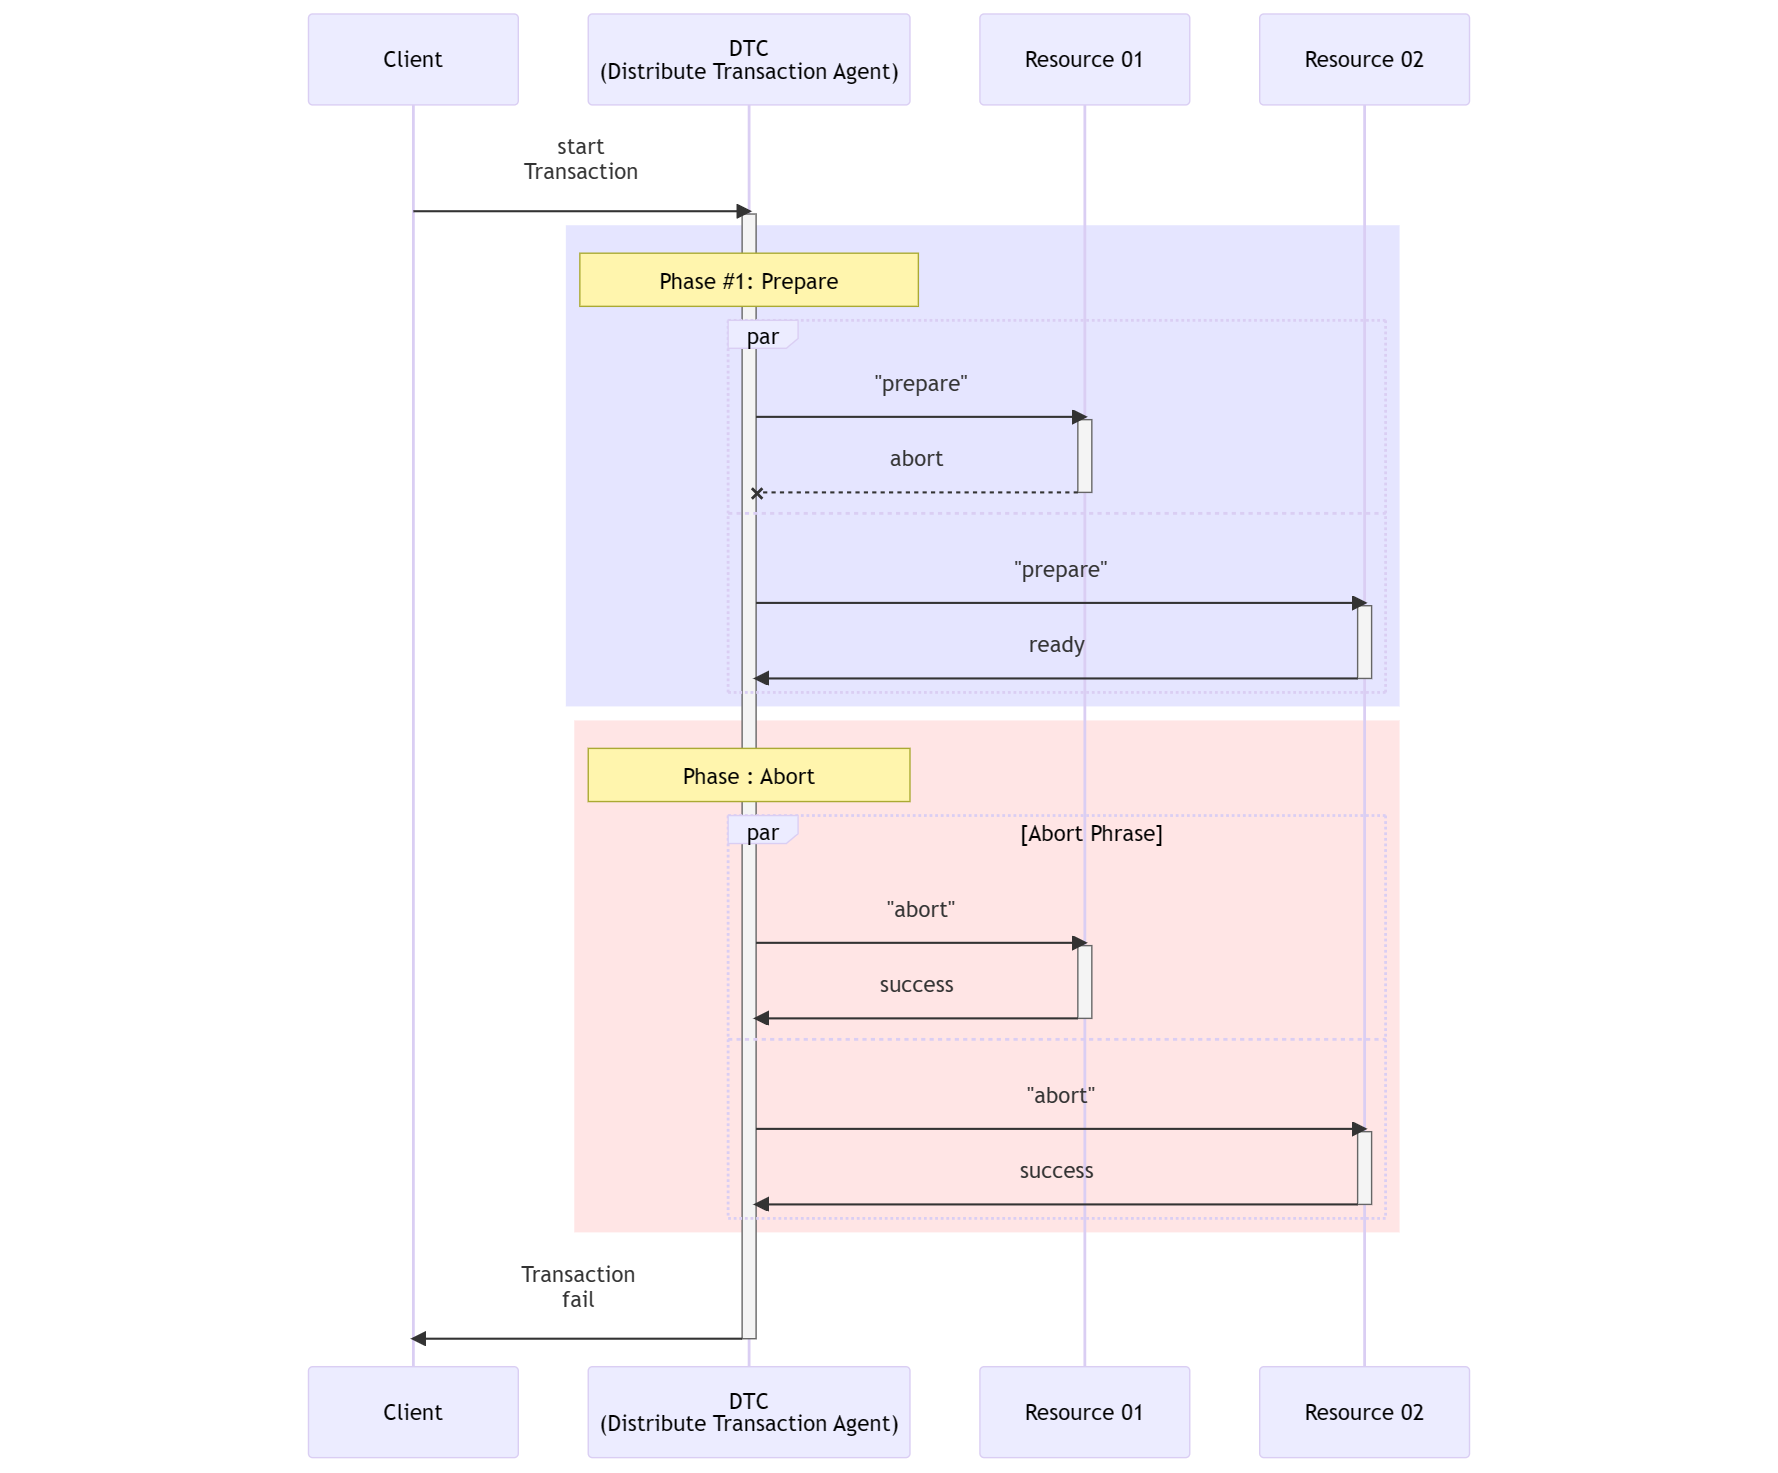 Client
DTC
(Distribute Transaction Agent)
Resource 01
Resource 02
start
Transaction
Phase #1: Prepare
par
"prepare"
abort
"prepare"
ready
Phase : Abort
par
[Abort Phrase]
"abort"
success
"abort"
success
Transaction
fail
Client
DTC
(Distribute Transaction Agent)
Resource 01
Resource 02